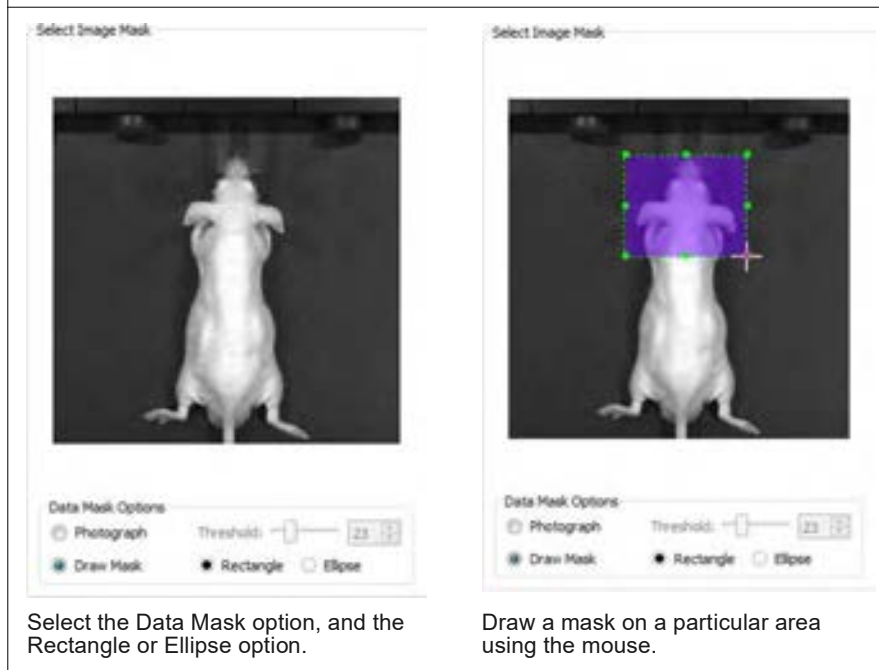 Select Image Mask
Data Mask Options
Photograph Threshold: 23
Draw Mask Rectangle Ellipse
Select the Data Mask option, and the
Rectangle or Ellipse option.
Select Image Mask
Data Mask Options
Photograph Threshold: 23
Draw Mask Rectangle Ellipse
Draw a mask on a particular area
using the mouse.